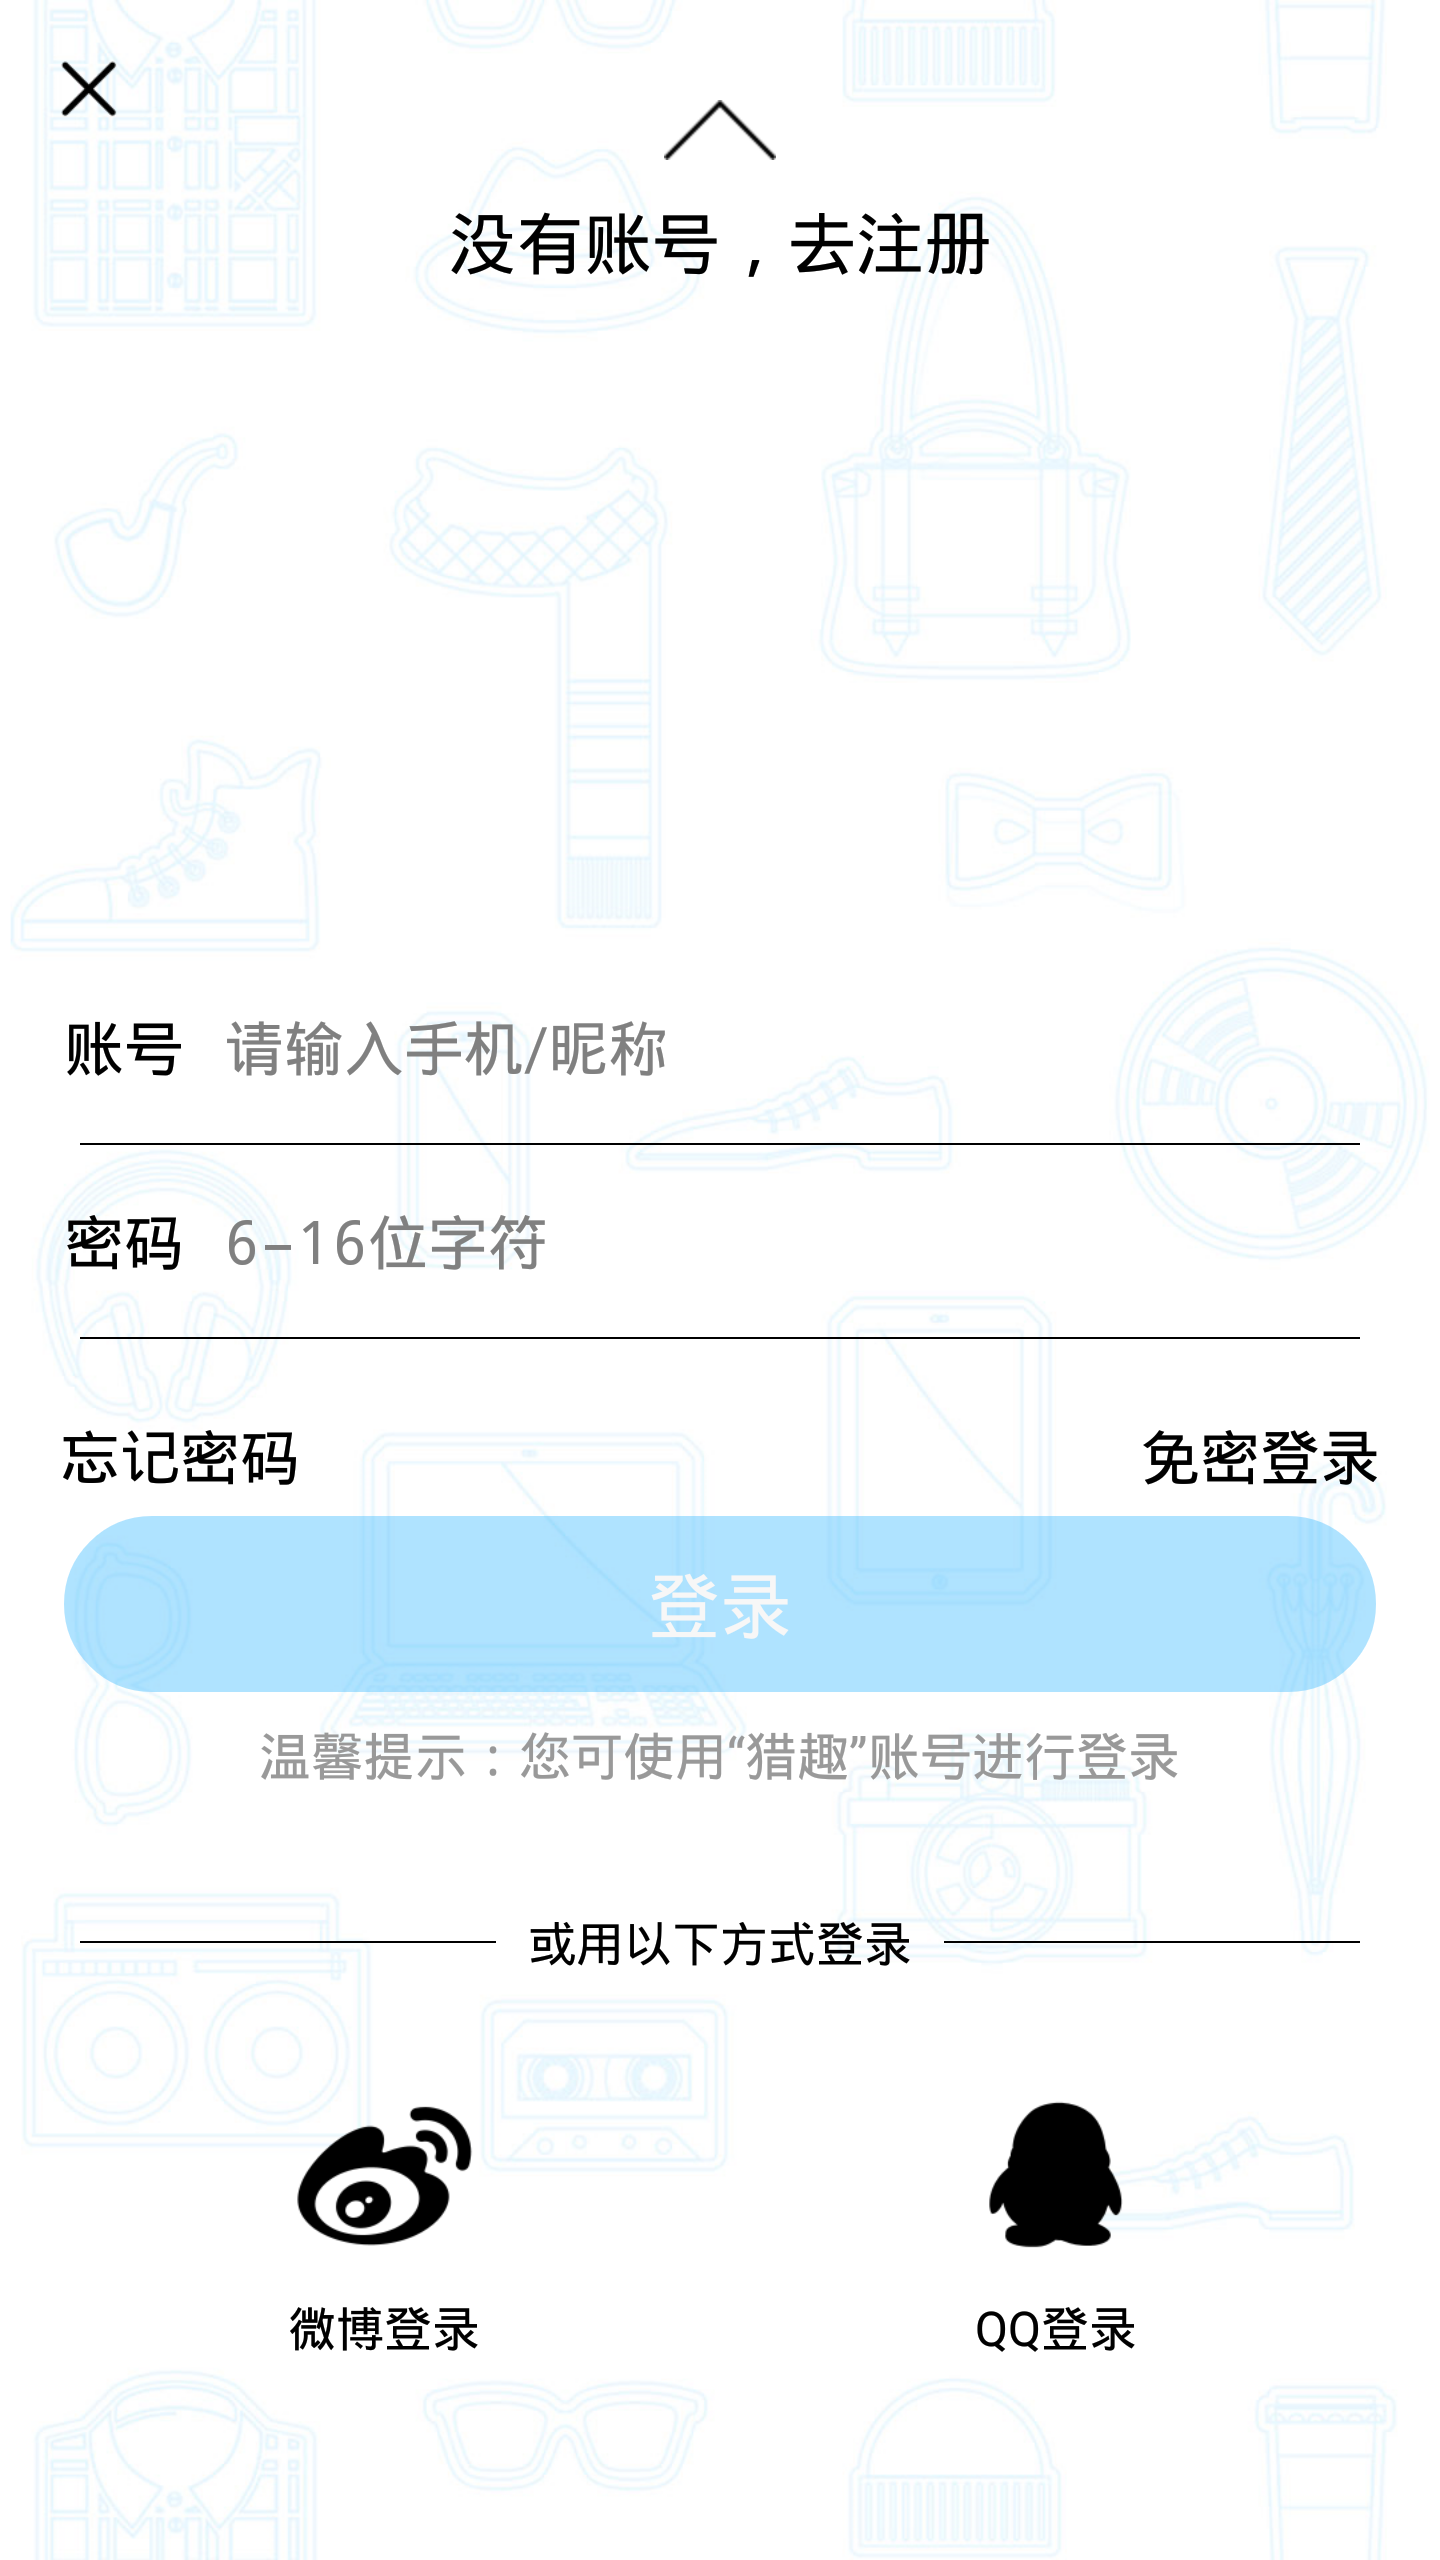 没有账号，去注册
账号 请输入手机/昵称
密码 6-16位字符
忘记密码 免密登录
登录
温馨提示：您可使用“猎趣”账号进行登录
或用以下方式登录
微博登录 QQ登录